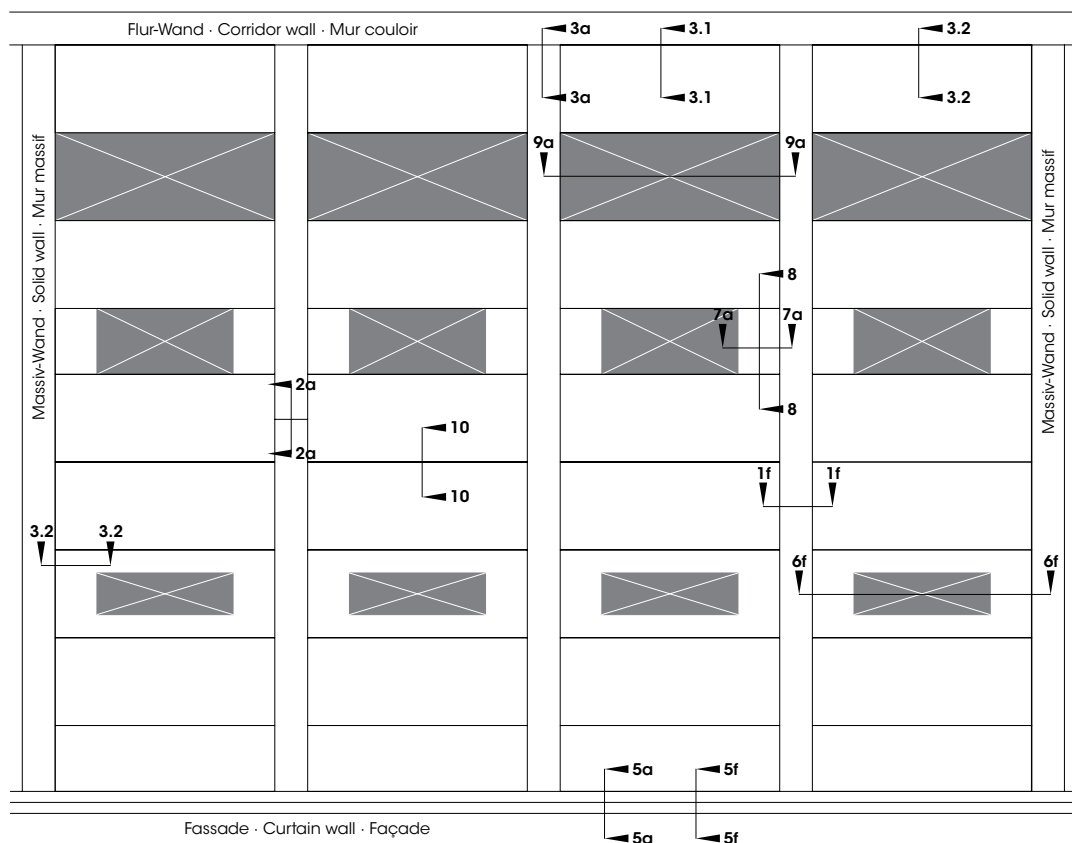 Flur-Wand · Corridor wall · Mur couloir
3a
3.1
3.2
3a
3.1
3.2
9a
9a
Massiv-Wand · Solid wall · Mur massif
Massiv-Wand · Solid wall · Mur massif
8
7a
7a
2a
8
10
2a
1f
1f
10
3.2
3.2
6f
6f
5a
5f
Fassade · Curtain wall · Façade
5a
5f